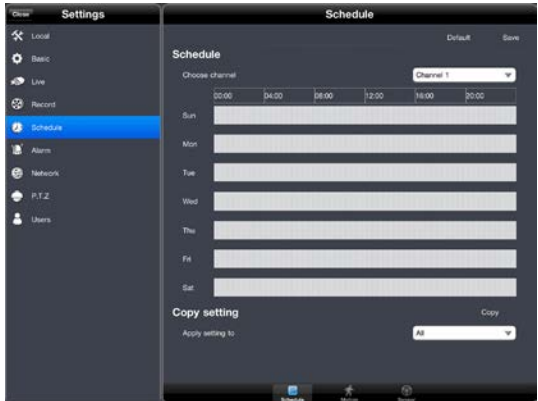 Close Settings
Local
Basic
Live
Record
Schedule
Alarm
Network
P.T.Z
Users
Schedule
Default Save
Schedule
Choose channel Channel 1
00:00 04:00 08:00 12:00 16:00 20:00
Sun
Mon
Tue
Wed
Thu
Fri
Sat
Copy setting Copy
Apply setting to All
Schedule Motion Sensor